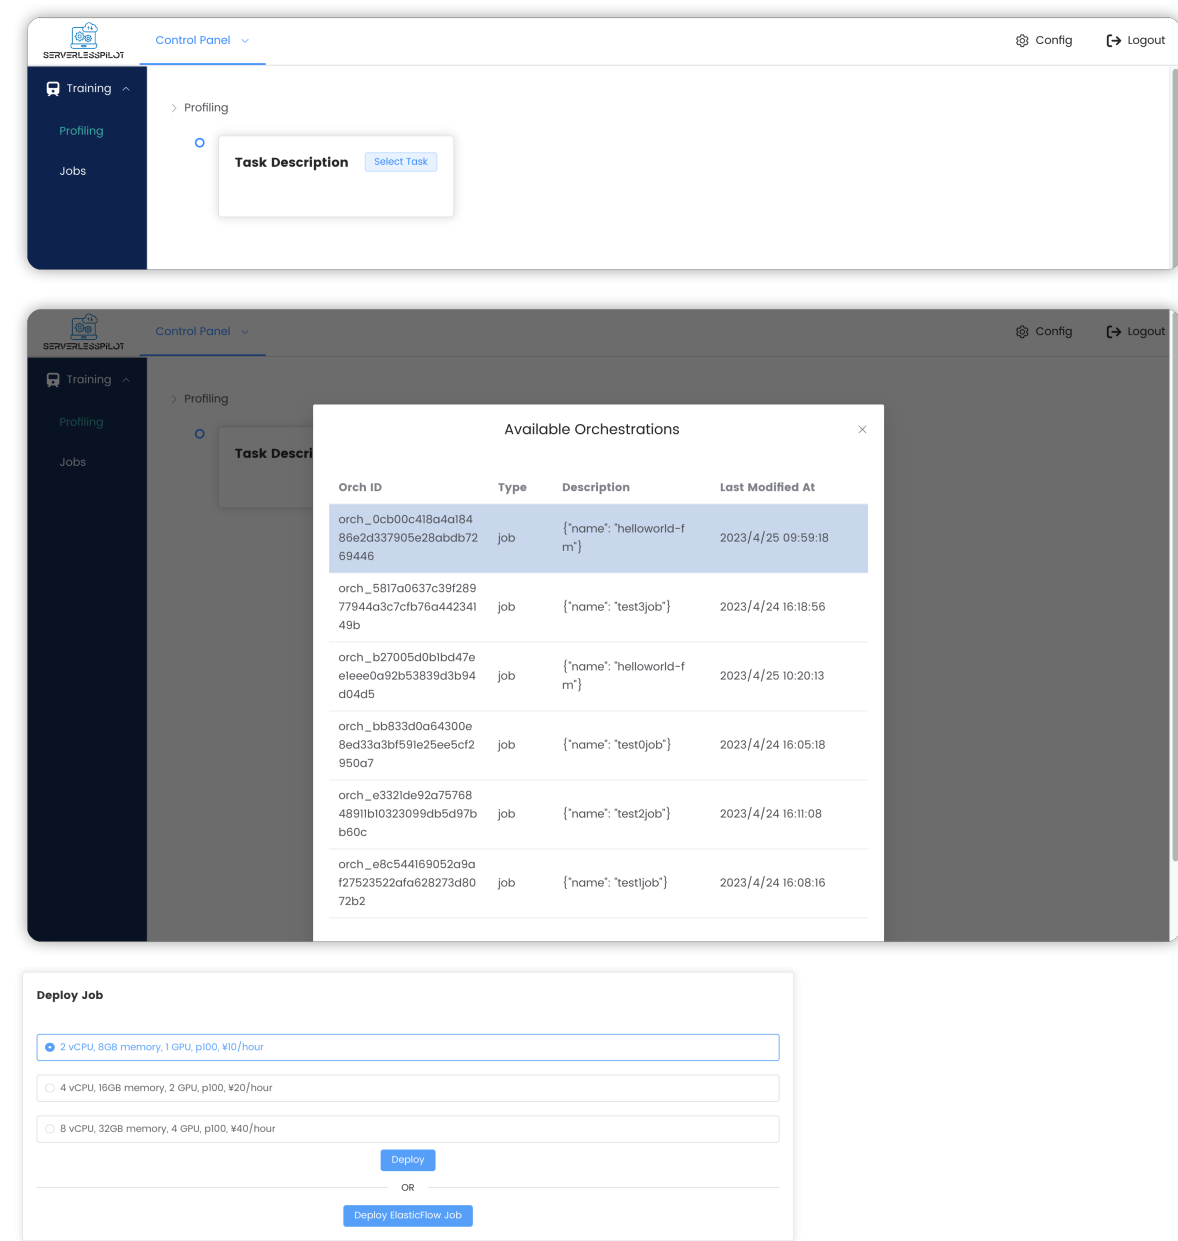 SERVERLESSPILOT
Control Panel
Config
Logout
Training
Profiling
Jobs
Profiling
Task Description
Select Task
SERVERLESSPILOT
Control Panel
Config
Logout
Training
Profiling
Jobs
Profiling
Task Descri
Available Orchestrations
Orch ID Type Description Last Modified At
orch_0cb00c418a4a184
86e2d337905e28abdb72
69446
job
{"name": "helloworld-f
m"}
2023/4/25 09:59:18
orch_5817a0637c39f289
77944a3c7cfb76a442341
49b
job
{"name": "test3job"}
2023/4/24 16:18:56
orch_b27005d0b1bd47e
e1eee0a92b53839d3b94
d04d5
job
{"name": "helloworld-f
m"}
2023/4/25 10:20:13
orch_bb833d0a64300e
8ed33a3bf591e25ee5cf2
950a7
job
{"name": "test0job"}
2023/4/24 16:05:18
orch_e3321de92a75768
48911b10323099db5d97b
b60c
job
{"name": "test2job"}
2023/4/24 16:11:08
orch_e8c544169052a9a
f27523522afa628273d80
72b2
job
{"name": "test1job"}
2023/4/24 16:08:16
Deploy Job
2 vCPU, 8GB memory, 1 GPU, p100, ¥10/hour
4 vCPU, 16GB memory, 2 GPU, p100, ¥20/hour
8 vCPU, 32GB memory, 4 GPU, p100, ¥40/hour
Deploy
OR
Deploy ElasticFlow Job